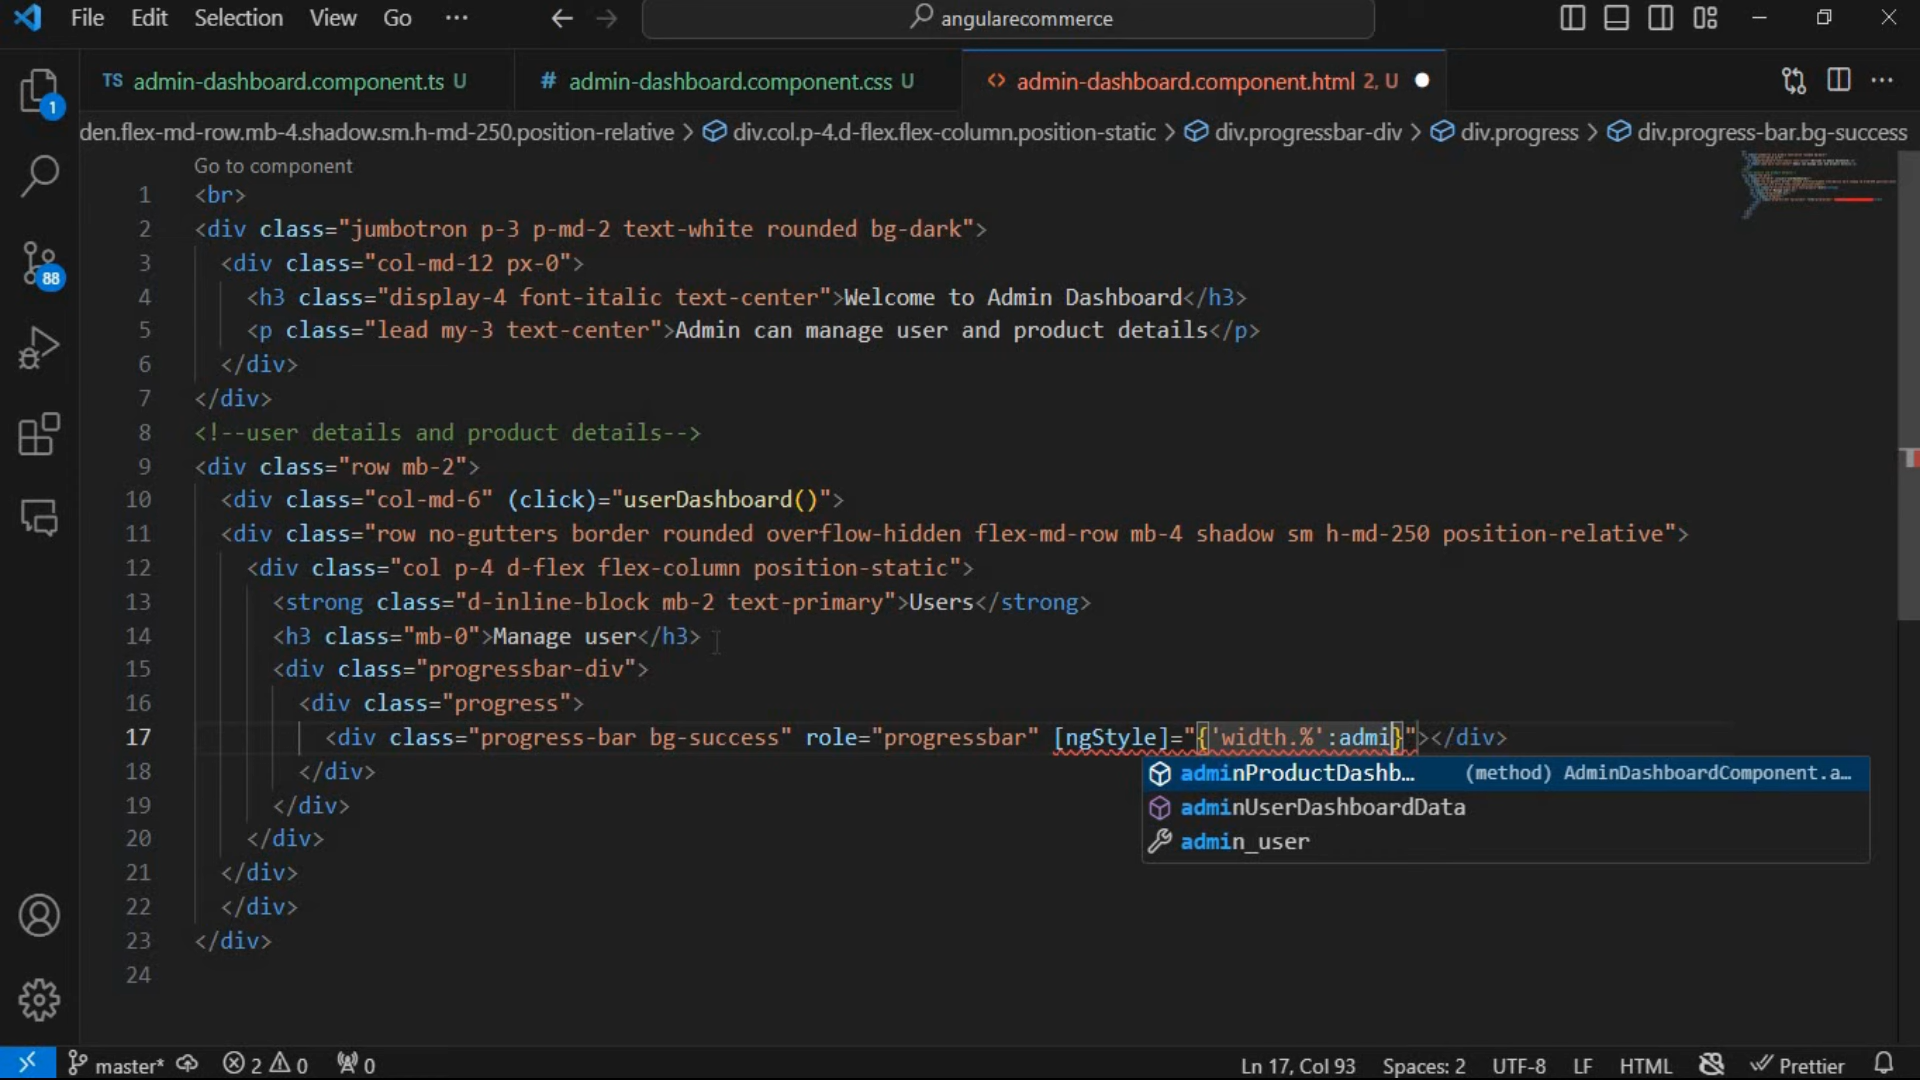 File Edit Selection View Go ··· angularecommerce
TS admin-dashboard.component.ts U # admin-dashboard.component.css U <> admin-dashboard.component.html 2, U
den.flex-md-row.mb-4.shadow.sm.h-md-250.position-relative > div.col.p-4.d-flex.flex-column.position-static > div.progressbar-div > div.progress > div.progress-bar.bg-success
Go to component
1 <br>
2 <div class="jumbotron p-3 p-md-2 text-white rounded bg-dark">
3 <div class="col-md-12 px-0">
4 <h3 class="display-4 font-italic text-center">Welcome to Admin Dashboard</h3>
5 <p class="lead my-3 text-center">Admin can manage user and product details</p>
6 </div>
7 </div>
8 <!--user details and product details-->
9 <div class="row mb-2">
10 <div class="col-md-6" (click)="userDashboard()">
11 <div class="row no-gutters border rounded overflow-hidden flex-md-row mb-4 shadow sm h-md-250 position-relative">
12 <div class="col p-4 d-flex flex-column position-static">
13 <strong class="d-inline-block mb-2 text-primary">Users</strong>
14 <h3 class="mb-0">Manage user</h3>
15 <div class="progressbar-div">
16 <div class="progress">
17 <div class="progress-bar bg-success" role="progressbar" [ngStyle]="{'width.%':admi}"></div>
adminProductDashb… (method) AdminDashboardComponent.a…
18 </div>
adminUserDashboardData
19 </div>
admin_user
20 </div>
21 </div>
22 </div>
23 </div>
24
1
88
master* 2 0 0 Ln 17, Col 93 Spaces: 2 UTF-8 LF HTML Prettier